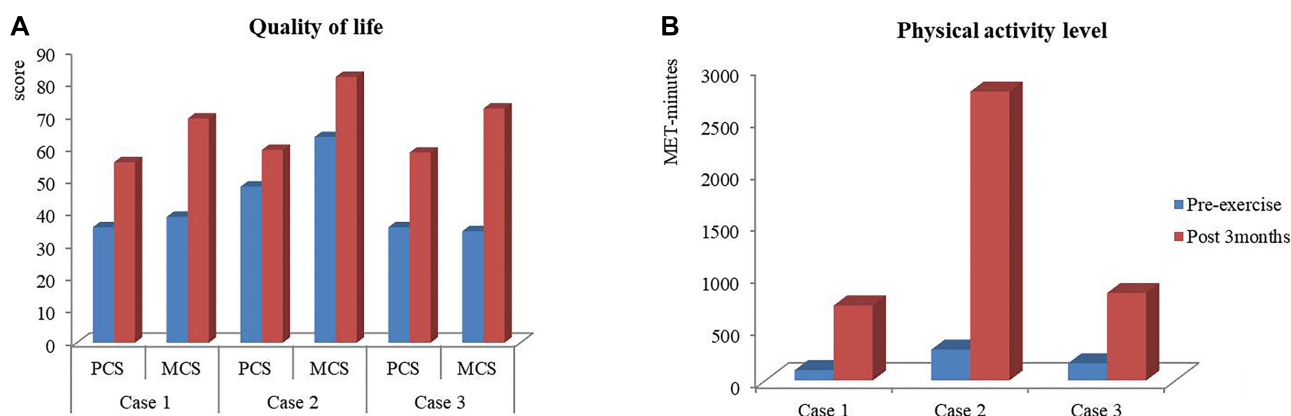 A
Quality of life
score
90
80
70
60
50
40
30
20
10
0
PCS MCS PCS MCS PCS MCS
Case 1 Case 2 Case 3
B
Physical activity level
MET-minutes
3000
2500
2000
1500
1000
500
0
Case 1 Case 2 Case 3
Pre-exercise
Post 3months